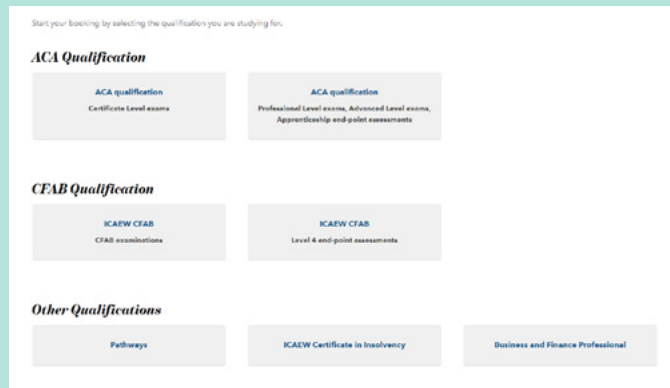 Start your booking by selecting the qualification you are studying for.
ACA Qualification
ACA qualification
Certificate Level exams
ACA qualification
Professional Level exams, Advanced Level exams,
Apprenticeship end-point assessments
CFAB Qualification
ICAEW CFAB
CFAB examinations
ICAEW CFAB
Level 4 end-point assessments
Other Qualifications
Pathways
ICAEW Certificate in Insolvency
Business and Finance Professional